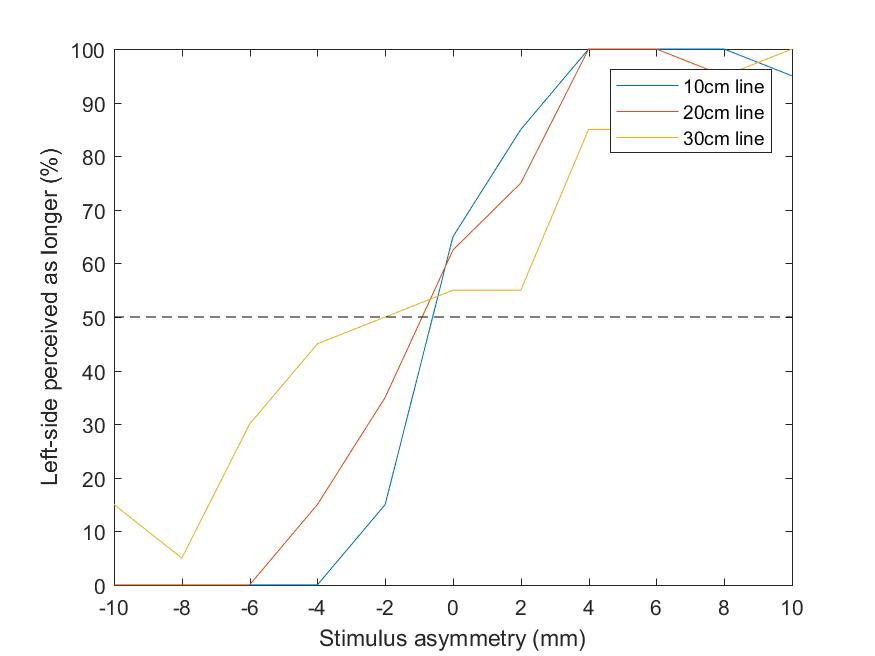 100
90
80
70
60
50
40
30
20
10
0
Left-side perceived as longer (%)
10cm line
20cm line
30cm line
-10 -8 -6 -4 -2 0 2 4 6 8 10
Stimulus asymmetry (mm)